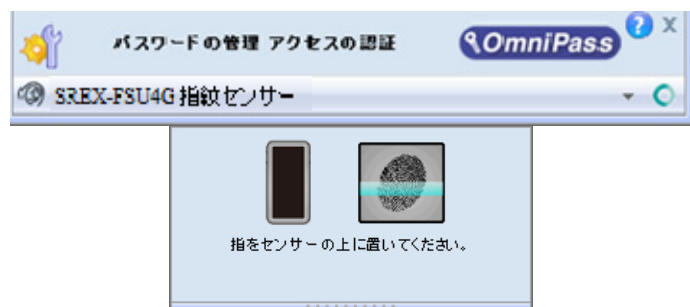 パスワードの管理 アクセスの認証
OmniPass
?
X
SREX-FSU4G 指紋センサー
指をセンサーの上に置いてください。